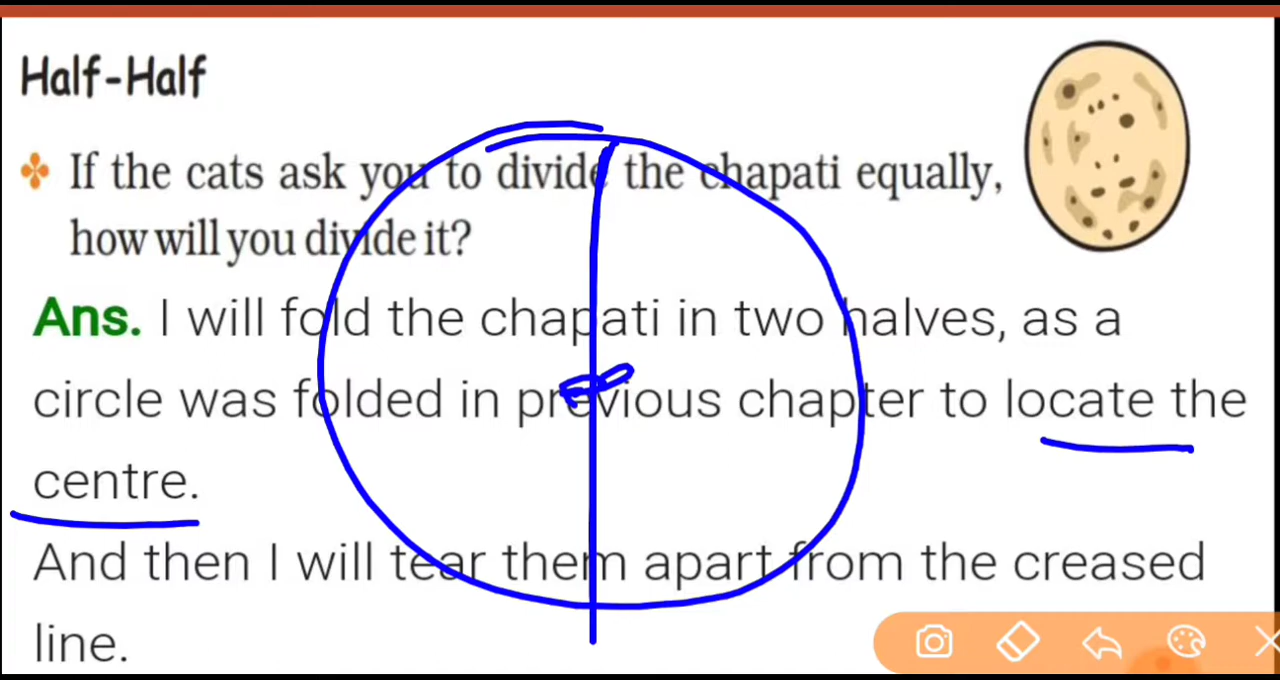 Half-Half
If the cats ask you to divide the chapati equally,
how will you divide it?
Ans. I will fold the chapati in two halves, as a
circle was folded in previous chapter to locate the
centre.
And then I will tear them apart from the creased
line.